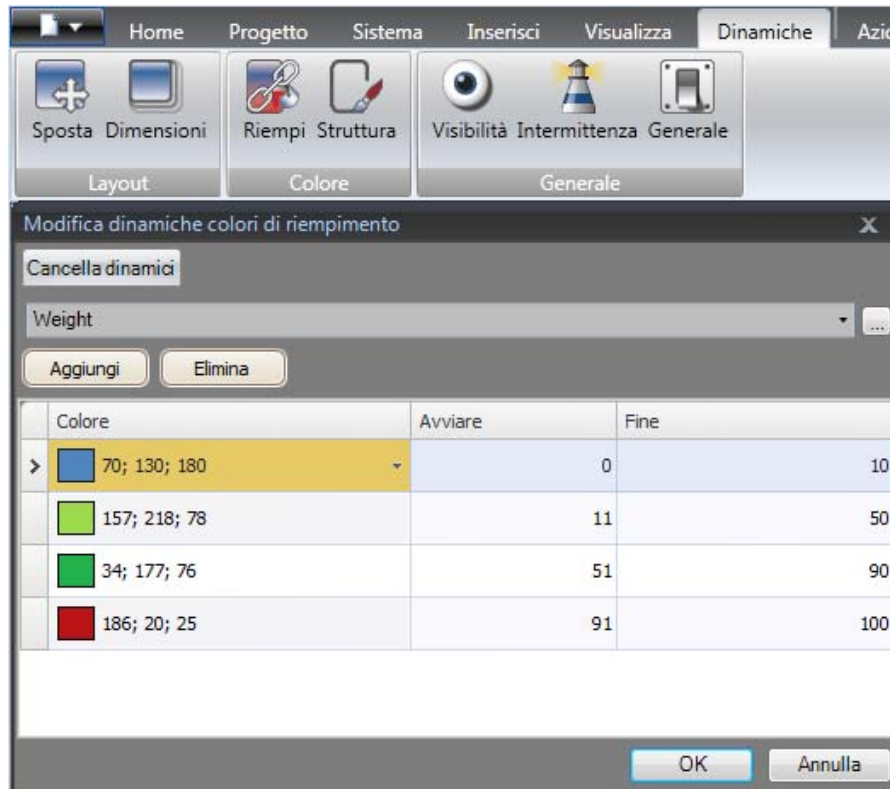 Home Progetto Sistema Inserisci Visualizza Dinamiche Azio
Sposta Dimensioni Riempi Struttura Visibilità Intermittenza Generale
Layout Colore Generale
Modifica dinamiche colori di riempimento x
Cancella dinamici
Weight ...
Aggiungi Elimina
Colore Avviare Fine
70; 130; 180 0 10
157; 218; 78 11 50
34; 177; 76 51 90
186; 20; 25 91 100
OK Annulla